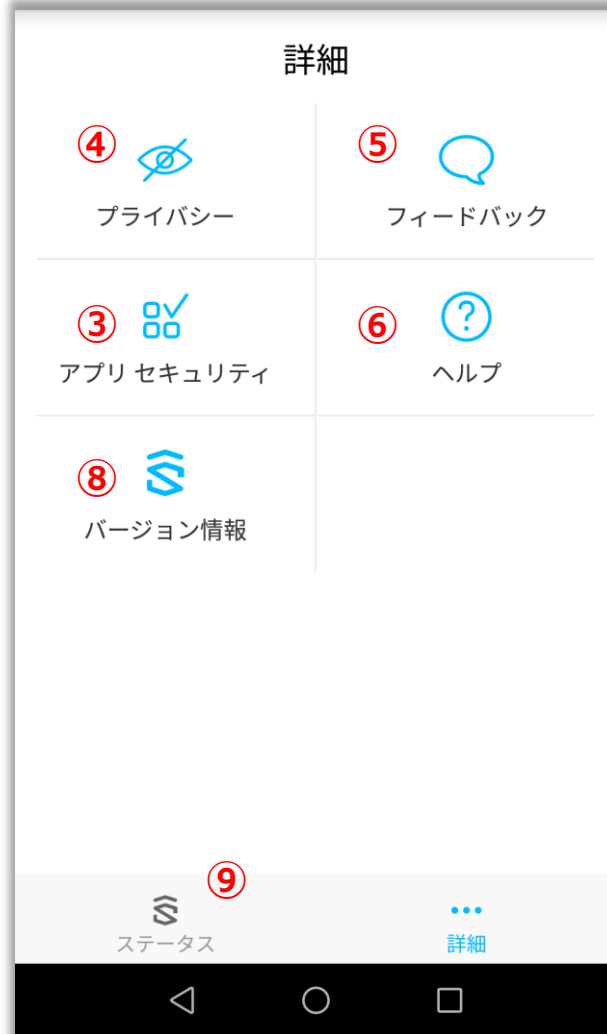 詳細
④ ⑤
プライバシー フィードバック
③ ⑥
アプリ セキュリティ ヘルプ
⑧
バージョン情報
⑨
ステータス 詳細